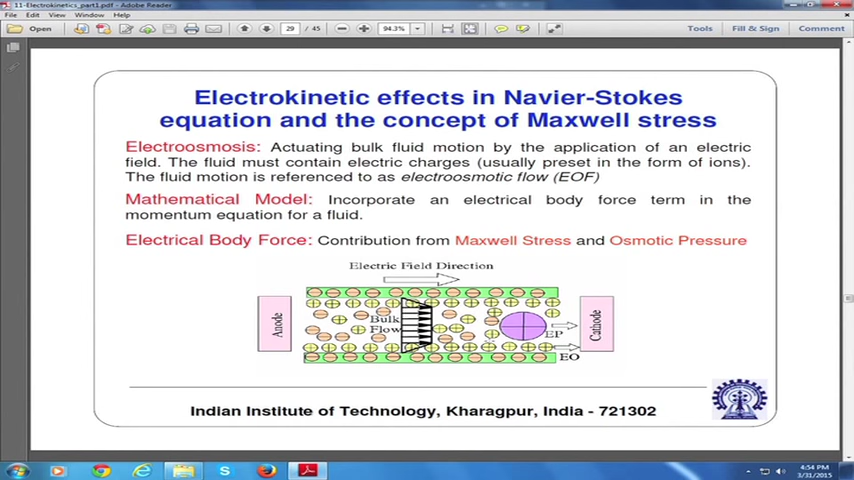 11-Electrokinetics_part1.pdf - Adobe Reader
File Edit View Window Help
Open 29 / 45 94.3% Tools Fill & Sign Comment
Electrokinetic effects in Navier-Stokes
equation and the concept of Maxwell stress
Electroosmosis: Actuating bulk fluid motion by the application of an electric
field. The fluid must contain electric charges (usually preset in the form of ions).
The fluid motion is referenced to as electroosmotic flow (EOF)
Mathematical Model: Incorporate an electrical body force term in the
momentum equation for a fluid.
Electrical Body Force: Contribution from Maxwell Stress and Osmotic Pressure
Electric Field Direction
Anode
Bulk
Flow
EP
Cathode
EO
Indian Institute of Technology, Kharagpur, India - 721302
4:54 PM
3/31/2015